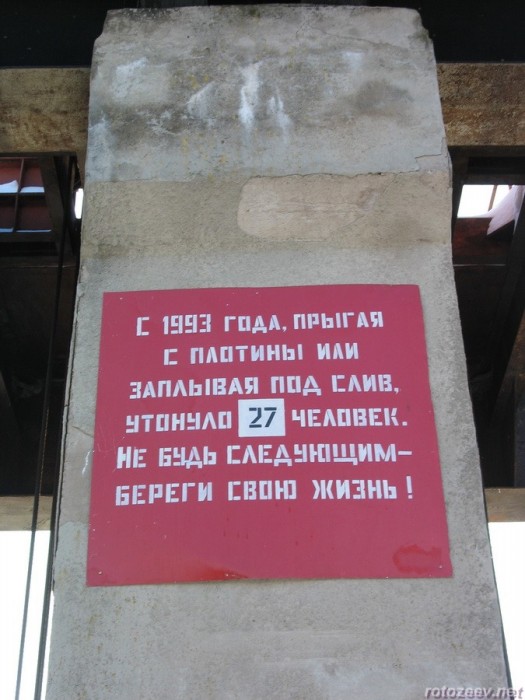 С 1993 ГОДА, ПРЫГАЯ
С ПЛОТИНЫ ИЛИ
ЗАПЛЫВАЯ ПОД СЛИВ,
УТОНУЛО 27 ЧЕЛОВЕК.
НЕ БУДЬ СЛЕДУЮЩИМ–
БЕРЕГИ СВОЮ ЖИЗНЬ!
rotozeev.net